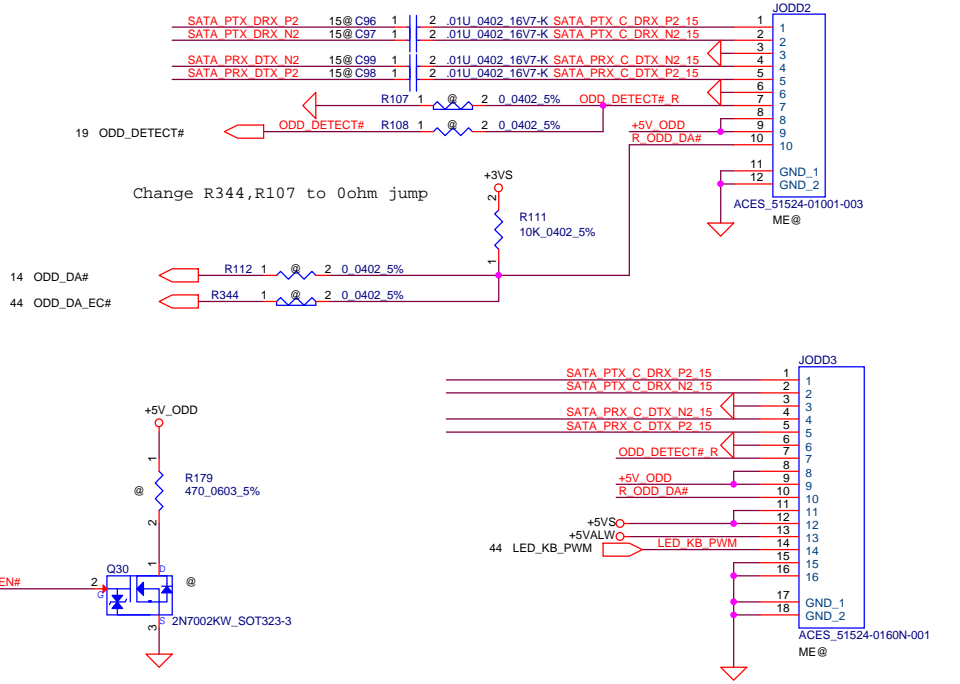 JODD2
SATA_PTX_DRX_P2 15@ C96 1 2 .01U_0402_16V7-K SATA_PTX_C_DRX_P2_15 1 1
SATA_PTX_DRX_N2 15@ C97 1 2 .01U_0402_16V7-K SATA_PTX_C_DRX_N2_15 2 2
3 3
SATA_PRX_DTX_N2 15@ C99 1 2 .01U_0402_16V7-K SATA_PRX_C_DTX_N2_15 4 4
SATA_PRX_DTX_P2 15@ C98 1 2 .01U_0402_16V7-K SATA_PRX_C_DTX_P2_15 5 5
6 6
R107 1 @ 2 0_0402_5% ODD_DETECT#_R 7 7
8 8
19 ODD_DETECT# ODD_DETECT# R108 1 @ 2 0_0402_5% +5V_ODD 9 9
R_ODD_DA# 10 10
11 GND_1
12 GND_2
ACES_51524-01001-003
ME@
Change R344,R107 to 0ohm jump
+3VS
2
R111
10K_0402_5%
1
14 ODD_DA# R112 1 @ 2 0_0402_5%
44 ODD_DA_EC# R344 1 @ 2 0_0402_5%
JODD3
SATA_PTX_C_DRX_P2_15 1 1
SATA_PTX_C_DRX_N2_15 2 2
3 3
SATA_PRX_C_DTX_N2_15 4 4
SATA_PRX_C_DTX_P2_15 5 5
6 6
ODD_DETECT#_R 7 7
8 8
+5V_ODD 9 9
R_ODD_DA# 10 10
11 11
+5VS 12 12
+5VALW 13 13
44 LED_KB_PWM LED_KB_PWM 14 14
15 15
16 16
17 GND_1
18 GND_2
ACES_51524-0160N-001
ME@
+5V_ODD
1
R179
@ 470_0603_5%
2
1 D
Q30 @
EN# 2 G
S 2N7002KW_SOT323-3
3